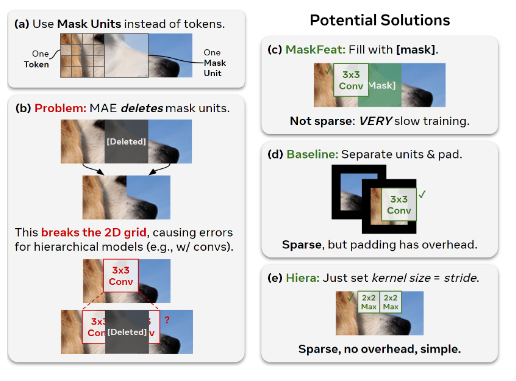 (a) Use Mask Units instead of tokens.
One
Token
One
Mask
Unit
(b) Problem: MAE deletes mask units.
[Deleted]
This breaks the 2D grid, causing errors
for hierarchical models (e.g., w/ convs).
3x3
Conv
3x3 ?
Con [Deleted] v
Potential Solutions
(c) MaskFeat: Fill with [mask].
✓ 3x3
Conv Mask]
Not sparse: VERY slow training.
(d) Baseline: Separate units & pad.
3x3 ✓
Conv
Sparse, but padding has overhead.
(e) Hiera: Just set kernel size = stride.
✓ 2x2 2x2
Max Max
Sparse, no overhead, simple.